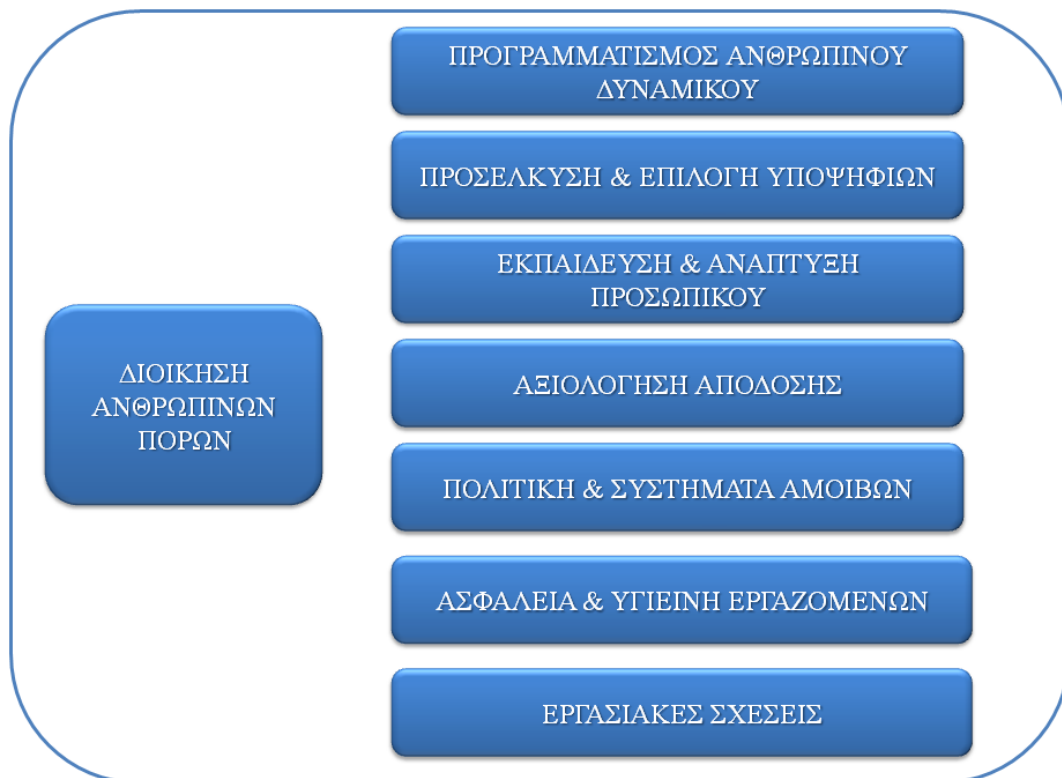 ΠΡΟΓΡΑΜΜΑΤΙΣΜΟΣ ΑΝΘΡΩΠΙΝΟΥ
ΔΥΝΑΜΙΚΟΥ
ΠΡΟΣΕΛΚΥΣΗ & ΕΠΙΛΟΓΗ ΥΠΟΨΗΦΙΩΝ
ΕΚΠΑΙΔΕΥΣΗ & ΑΝΑΠΤΥΞΗ
ΠΡΟΣΩΠΙΚΟΥ
ΔΙΟΙΚΗΣΗ
ΑΝΘΡΩΠΙΝΩΝ
ΠΟΡΩΝ
ΑΞΙΟΛΟΓΗΣΗ ΑΠΟΔΟΣΗΣ
ΠΟΛΙΤΙΚΗ & ΣΥΣΤΗΜΑΤΑ ΑΜΟΙΒΩΝ
ΑΣΦΑΛΕΙΑ & ΥΓΙΕΙΝΗ ΕΡΓΑΖΟΜΕΝΩΝ
ΕΡΓΑΣΙΑΚΕΣ ΣΧΕΣΕΙΣ